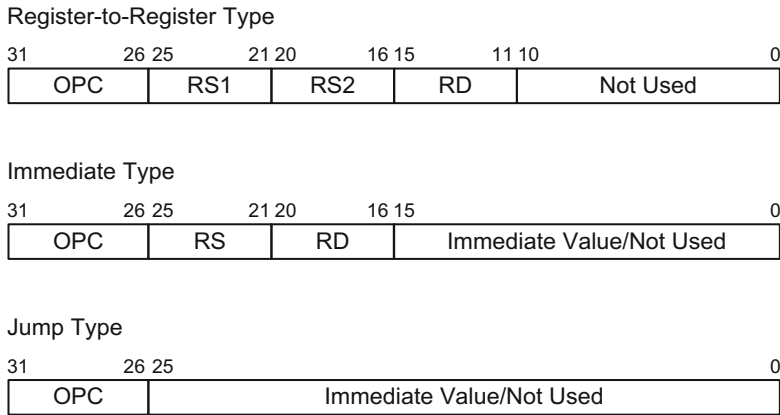 Register-to-Register Type
31 26 25 21 20 16 15 11 10 0
OPC RS1 RS2 RD Not Used
Immediate Type
31 26 25 21 20 16 15 0
OPC RS RD Immediate Value/Not Used
Jump Type
31 26 25 0
OPC Immediate Value/Not Used